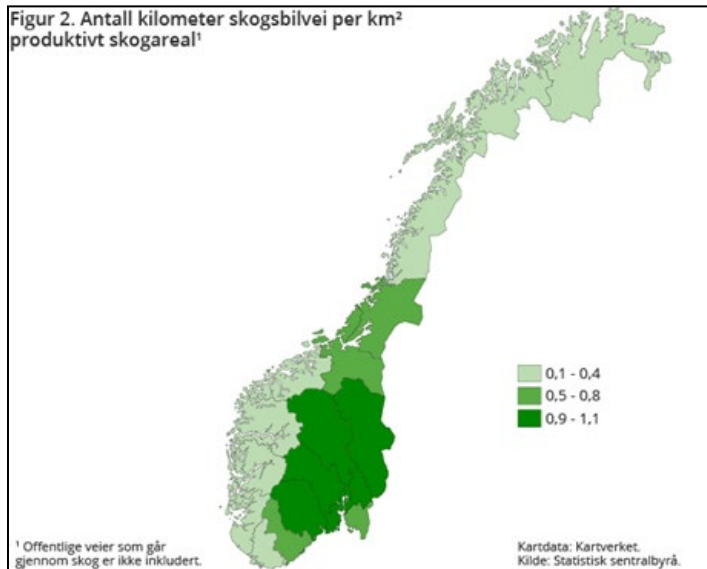 Figur 2. Antall kilometer skogsbilvei per km²
produktivt skogareal¹
0,1 - 0,4
0,5 - 0,8
0,9 - 1,1
¹ Offentlige veier som går
gjennom skog er ikke inkludert.
Kartdata: Kartverket.
Kilde: Statistisk sentralbyrå.